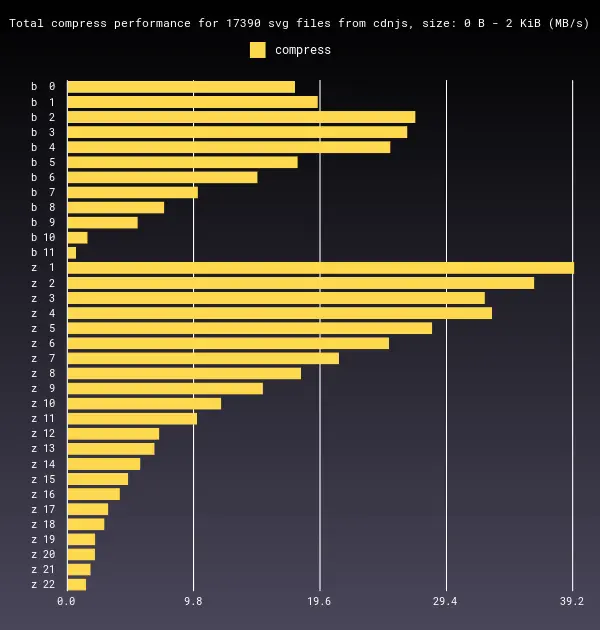 Total compress performance for 17390 svg files from cdnjs, size: 0 B - 2 KiB (MB/s)
compress
b 0
b 1
b 2
b 3
b 4
b 5
b 6
b 7
b 8
b 9
b 10
b 11
z 1
z 2
z 3
z 4
z 5
z 6
z 7
z 8
z 9
z 10
z 11
z 12
z 13
z 14
z 15
z 16
z 17
z 18
z 19
z 20
z 21
z 22
0.0 9.8 19.6 29.4 39.2